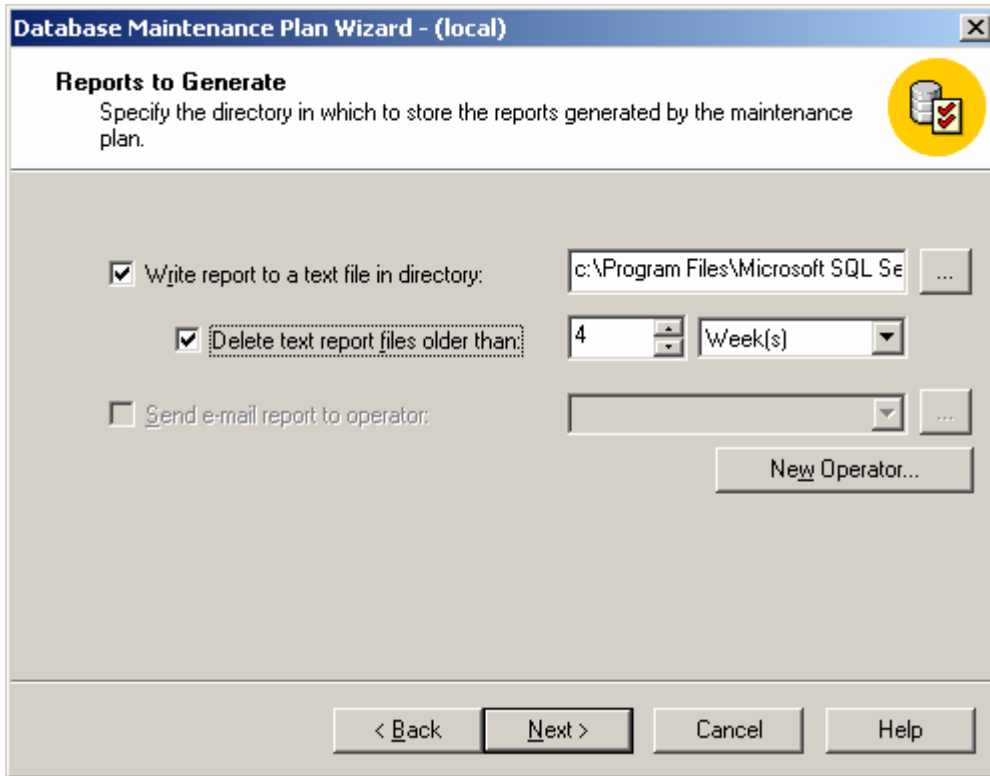 Database Maintenance Plan Wizard - (local)
Reports to Generate
Specify the directory in which to store the reports generated by the maintenance
plan.
Write report to a text file in directory: c:\Program Files\Microsoft SQL Se ...
Delete text report files older than: 4 Week(s)
Send e-mail report to operator: ...
New Operator...
< Back Next > Cancel Help